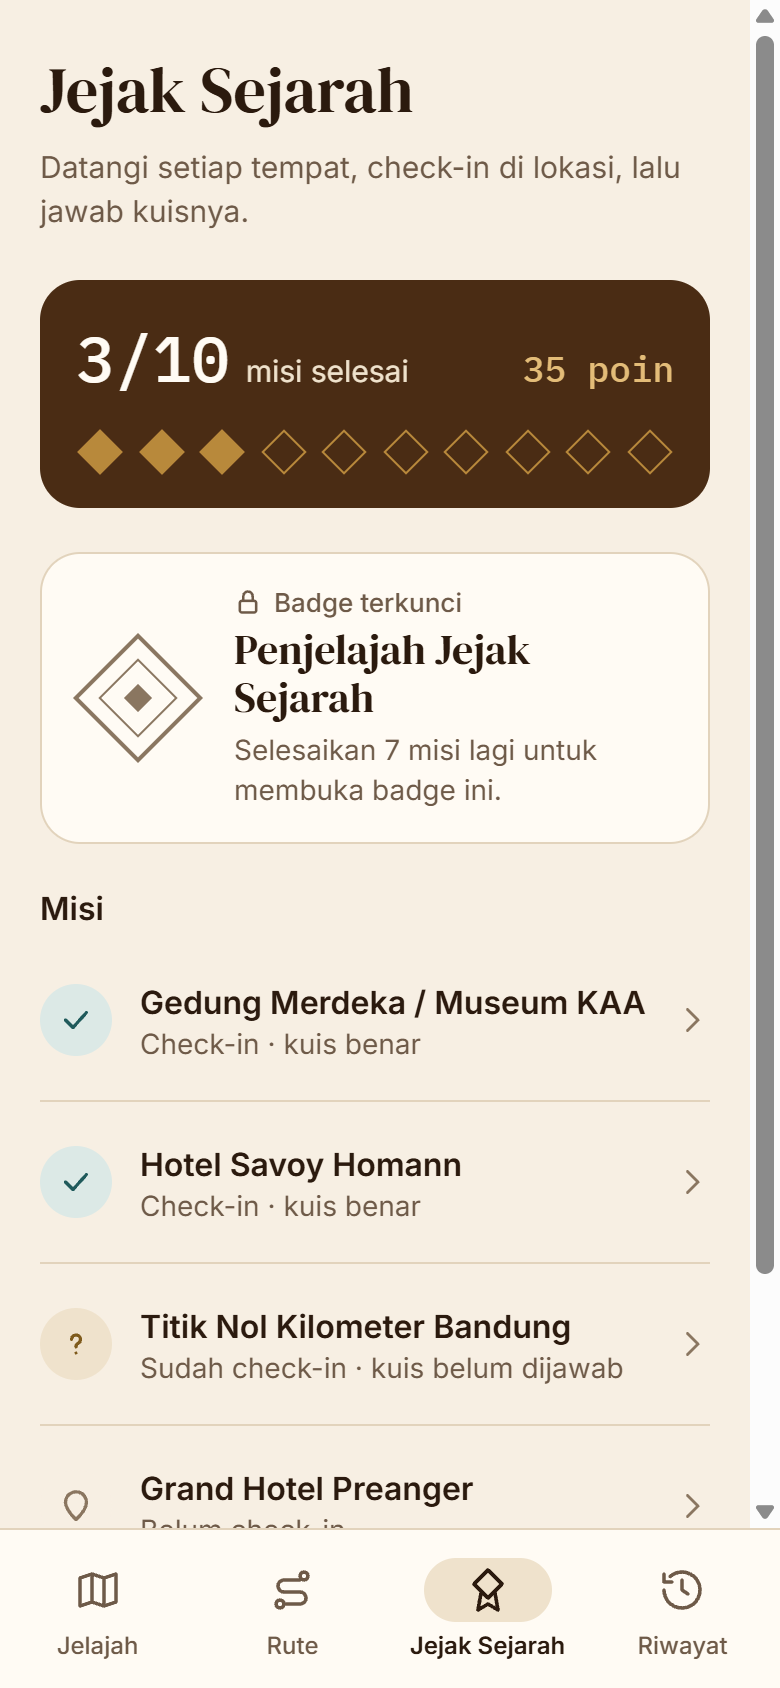 Jejak Sejarah
Datangi setiap tempat, check-in di lokasi, lalu
jawab kuisnya.
3/10 misi selesai
35 poin
Badge terkunci
Penjelajah Jejak
Sejarah
Selesaikan 7 misi lagi untuk
membuka badge ini.
Misi
Gedung Merdeka / Museum KAA
Check-in · kuis benar
Hotel Savoy Homann
Check-in · kuis benar
?
Titik Nol Kilometer Bandung
Sudah check-in · kuis belum dijawab
Grand Hotel Preanger
Belum check-in
Jelajah
Rute
Jejak Sejarah
Riwayat